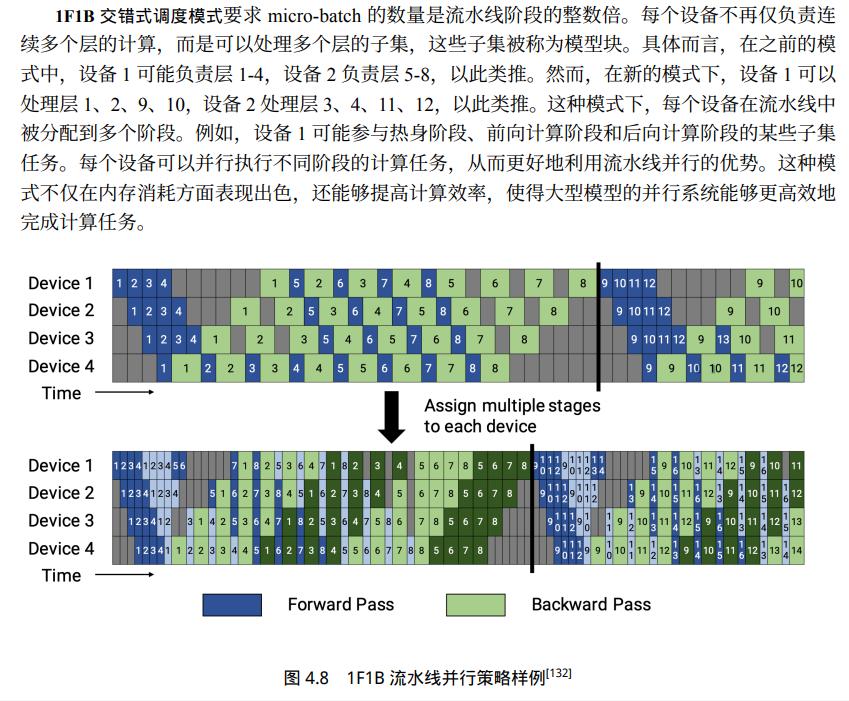 1F1B 交错式调度模式要求 micro-batch 的数量是流水线阶段的整数倍。每个设备不再仅负责连
续多个层的计算，而是可以处理多个层的子集，这些子集被称为模型块。具体而言，在之前的模
式中，设备 1 可能负责层 1-4，设备 2 负责层 5-8，以此类推。然而，在新的模式下，设备 1 可以
处理层 1、2、9、10，设备 2 处理层 3、4、11、12，以此类推。这种模式下，每个设备在流水线中
被分配到多个阶段。例如，设备 1 可能参与热身阶段、前向计算阶段和后向计算阶段的某些子集
任务。每个设备可以并行执行不同阶段的计算任务，从而更好地利用流水线并行的优势。这种模
式不仅在内存消耗方面表现出色，还能够提高计算效率，使得大型模型的并行系统能够更高效地
完成计算任务。
Device 1 1 2 3 4 1 5 2 6 3 7 4 8 5 6 7 8 9 10 11 12 9 10
Device 2 1 2 3 4 1 2 5 3 6 4 7 5 8 6 7 8 9 10 11 12 9 10
Device 3 1 2 3 4 1 2 3 5 4 6 5 7 6 8 7 8 9 10 11 12 9 13 10 11
Device 4 1 1 2 2 3 3 4 4 5 5 6 6 7 7 8 8 9 9 10 10 11 11 12 12
Time
Assign multiple stages
to each device
Device 1
Device 2
Device 3
Device 4
Time
Forward Pass
Backward Pass
图 4.8 1F1B 流水线并行策略样例[132]